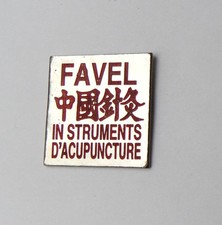 FAVEL
中國針灸
IN STRUMENTS
D'ACUPUNCTURE